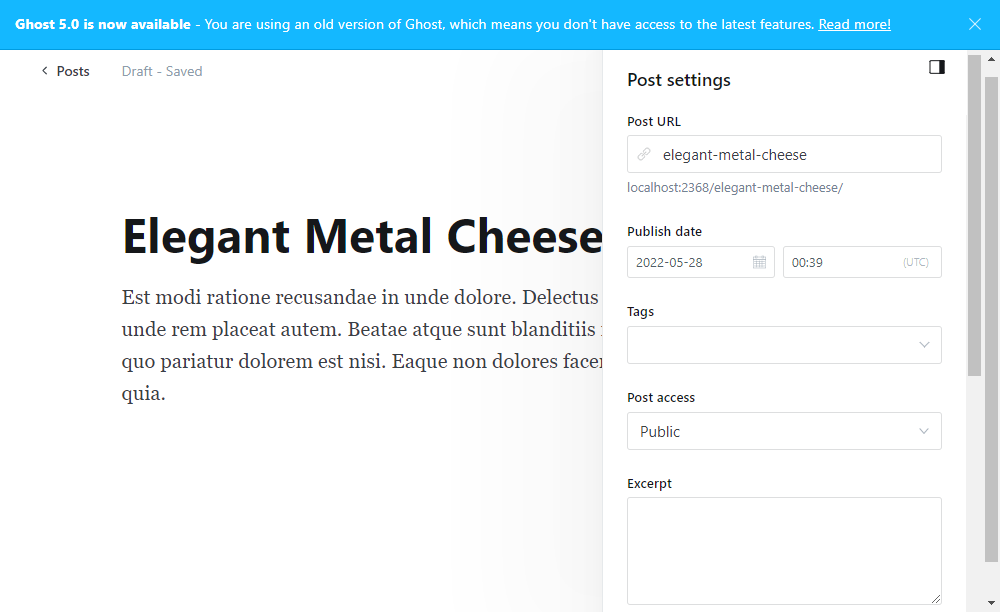 Ghost 5.0 is now available - You are using an old version of Ghost, which means you don't have access to the latest features. Read more!
Posts
Draft - Saved
Elegant Metal Cheese
Est modi ratione recusandae in unde dolore. Delectus
unde rem placeat autem. Beatae atque sunt blanditiis
quo pariatur dolorem est nisi. Eaque non dolores
quia.
Post settings
Post URL
elegant-metal-cheese
localhost:2368/elegant-metal-cheese/
Publish date
2022-05-28
00:39
(UTC)
Tags
Post access
Public
Excerpt